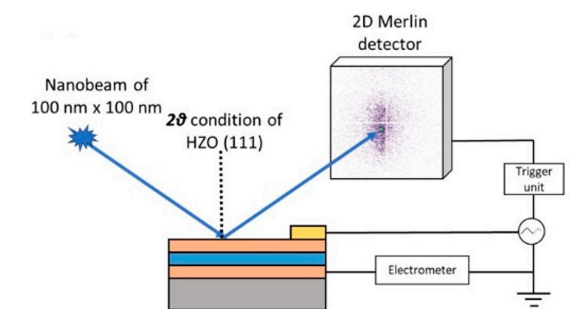 2D Merlin
detector
Nanobeam of
100 nm x 100 nm
2ϑ condition of
HZO (111)
Trigger
unit
Electrometer